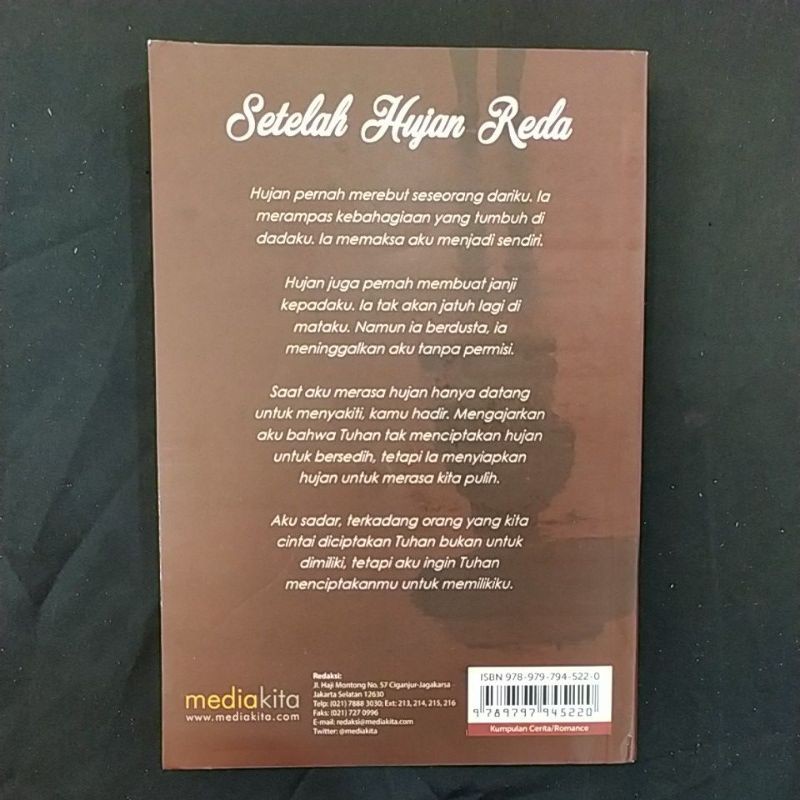 Setelah Hujan Reda
Hujan pernah merebut seseorang dariku. Ia
merampas kebahagiaan yang tumbuh di
dadaku. Ia memaksa aku menjadi sendiri.
Hujan juga pernah membuat janji
kepadaku. Ia tak akan jatuh lagi di
mataku. Namun ia berdusta, ia
meninggalkan aku tanpa permisi.
Saat aku merasa hujan hanya datang
untuk menyakiti, kamu hadir. Mengajarkan
aku bahwa Tuhan tak menciptakan hujan
untuk bersedih, tetapi Ia menyiapkan
hujan untuk merasa kita pulih.
Aku sadar, terkadang orang yang kita
cintai diciptakan Tuhan bukan untuk
dimiliki, tetapi aku ingin Tuhan
menciptakanmu untuk memilikiku.
mediakita
www.mediakita.com
Redaksi:
Jl. Haji Montong No. 57 Ciganjur-Jagakarsa
Jakarta Selatan 12630
Telp: (021) 7888 3030; Ext: 213, 214, 215, 216
Faks: (021) 727 0996
E-mail: redaksi@mediakita.com
Twitter: @mediakita
ISBN 978-979-794-522-0
9 789797 945220
Kumpulan Cerita/Romance